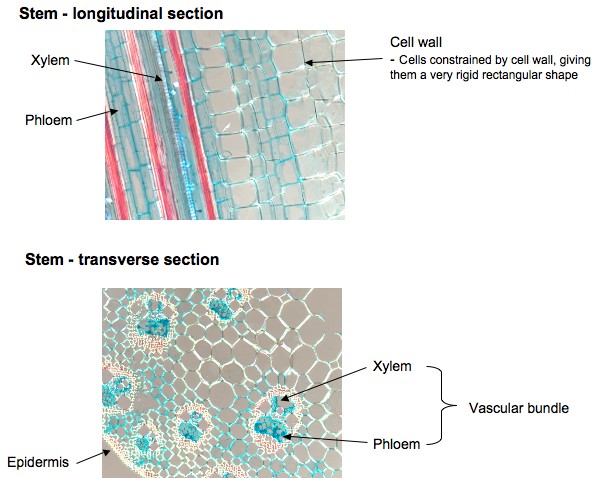 Stem - longitudinal section
Xylem
Phloem
Cell wall
- Cells constrained by cell wall, giving
them a very rigid rectangular shape
Stem - transverse section
Xylem
Vascular bundle
Phloem
Epidermis